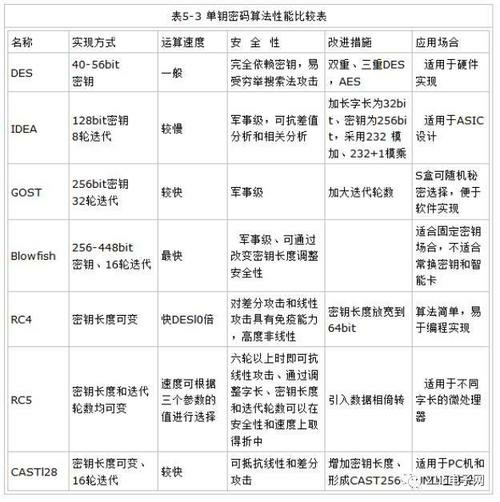 表5-3 单钥密码算法性能比较表
名称 实现方式 运算速度 安 全 性 改进措施 应用场合
DES 40-56bit 密钥 一般 完全依赖密钥，易受穷举搜索法攻击 双重、三重DES，AES 适用于硬件实现
IDEA 128bit密钥 8轮迭代 较慢 军事级，可抗差值分析和相关分析 加长字长为32bit、密钥为256bit，采用232 模加、232+1模乘 适用于ASIC设计
GOST 256bit密钥 32轮迭代 较快 军事级 加大迭代轮数 S盒可随机秘密选择，便于软件实现
Blowfish 256-448bit 密钥、16轮迭代 最快 军事级、可通过改变密钥长度调整安全性 适合固定密钥场合，不适合常换密钥和智能卡
RC4 密钥长度可变 快DESl0倍 对差分攻击和线性攻击具有免疫能力，高度非线性 密钥长度放宽到64bit 算法简单，易于编程实现
RC5 密钥长度和迭代轮数均可变 速度可根据三个参数的值进行选择 六轮以上时即可抗线性攻击、通过调整字长、密钥长度和迭代轮数可以在安全性和速度上取得折中 引入数据相倚转 适用于不同字长的微处理器
CASTl28 密钥长度可变、16轮迭代 较快 可抵抗线性和差分攻击 增加密钥长度、形成CAST256 适用于PC机和